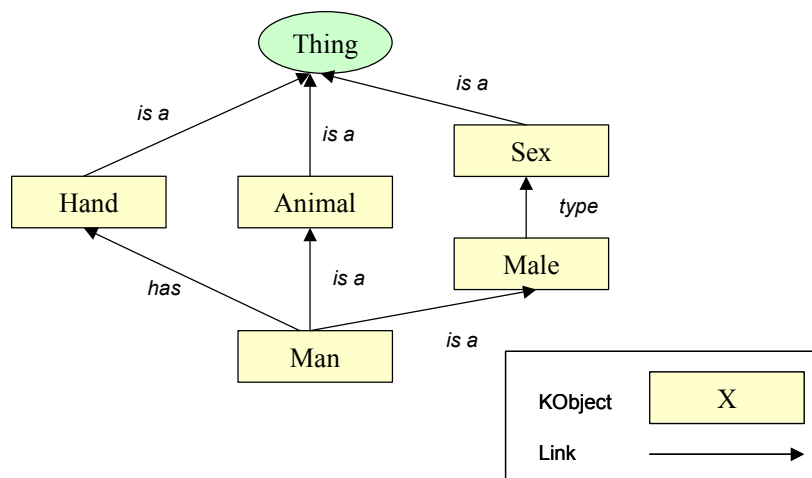 Thing
is a
is a
is a
Sex
Hand
Animal
type
Male
has
is a
is a
Man
KObject
X
Link